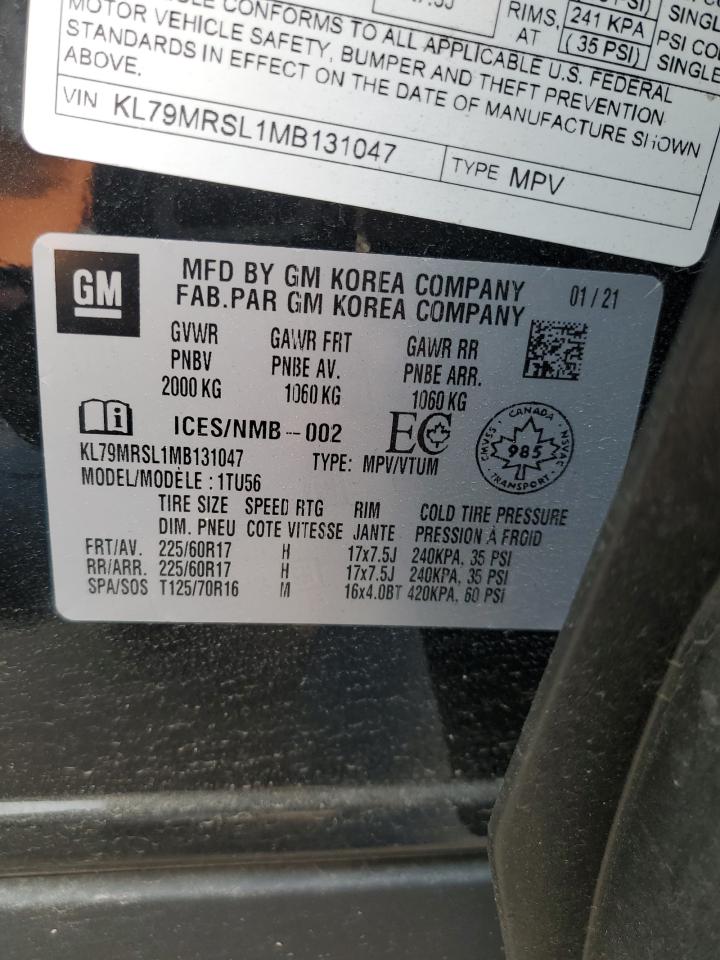 CONFORMS TO ALL APPLICABLE U.S. FEDERAL
MOTOR VEHICLE SAFETY, BUMPER AND THEFT PREVENTION
STANDARDS IN EFFECT ON THE DATE OF MANUFACTURE SHOWN
ABOVE.
RIMS, 241 KPA PSI
AT (35 PSI) SINGLE
VIN KL79MRSL1MB131047 TYPE MPV
GM MFD BY GM KOREA COMPANY 01/21
FAB.PAR GM KOREA COMPANY
GVWR GAWR FRT GAWR RR
PNBV PNBE AV. PNBE ARR.
2000 KG 1060 KG 1060 KG
i ICES/NMB-002 EC
CANADA
CMVSS 985 NSVAC
TRANSPORT
KL79MRSL1MB131047 TYPE: MPV/VTUM
MODEL/MODÈLE : 1TU56
TIRE SIZE SPEED RTG RIM COLD TIRE PRESSURE
DIM. PNEU COTE VITESSE JANTE PRESSION À FROID
FRT/AV. 225/60R17 H 17x7.5J 240KPA, 35 PSI
RR/ARR. 225/60R17 H 17x7.5J 240KPA, 35 PSI
SPA/SOS T125/70R16 M 16x4.0BT 420KPA, 60 PSI